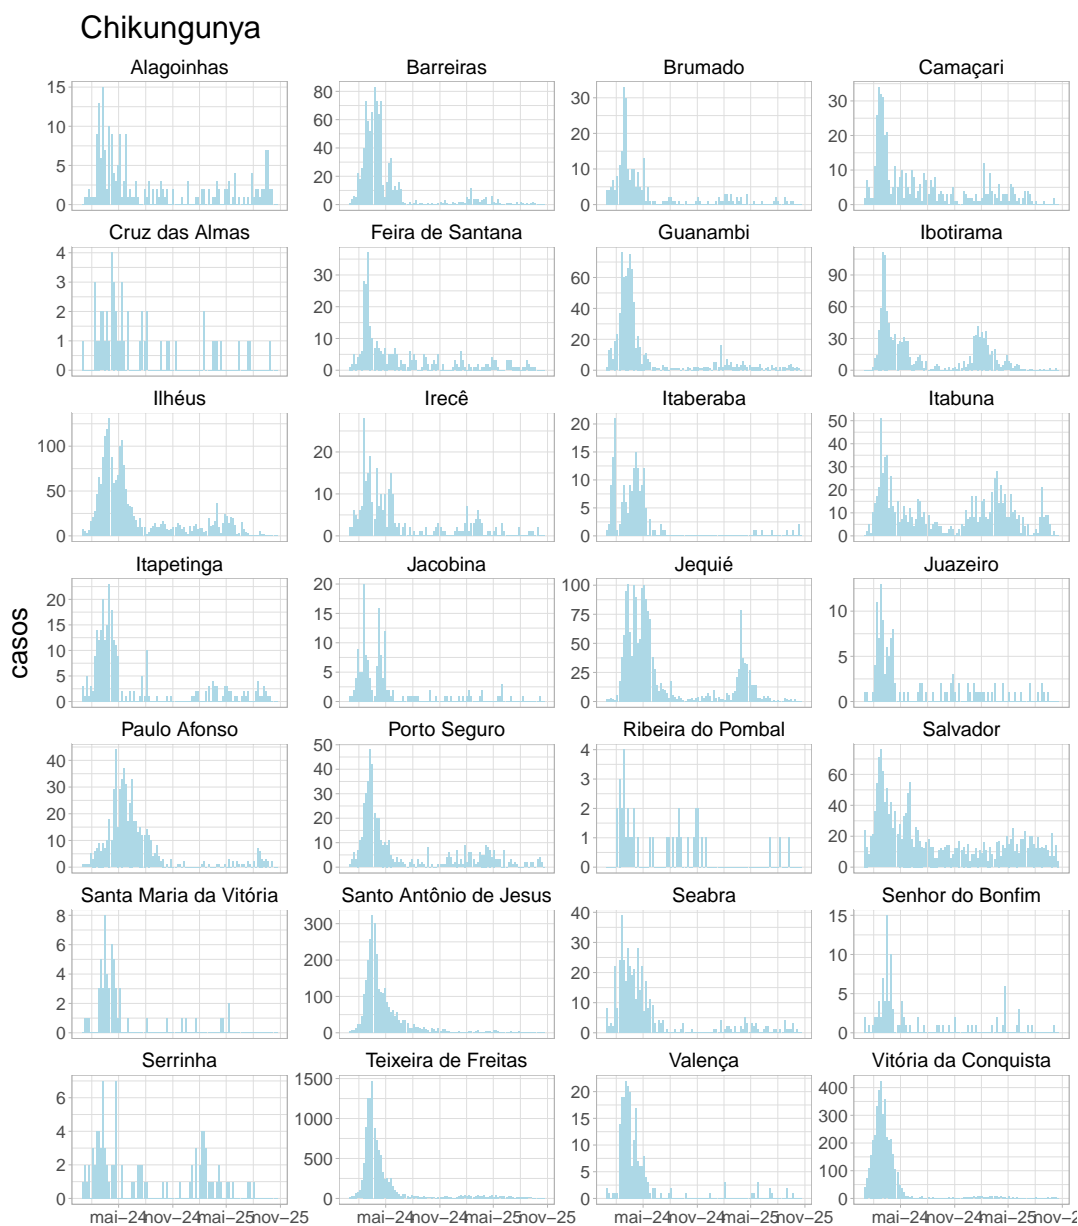 Chikungunya
Alagoinhas Barreiras Brumado Camaçari
15 10 5 0
80 60 40 20 0
30 20 10 0
30 20 10 0
Cruz das Almas Feira de Santana Guanambi Ibotirama
4 3 2 1 0
30 20 10 0
60 40 20 0
90 60 30 0
Ilhéus Irecê Itaberaba Itabuna
100 50 0
20 10 0
20 15 10 5 0
50 40 30 20 10 0
Itapetinga Jacobina Jequié Juazeiro
20 15 10 5 0
20 15 10 5 0
100 75 50 25 0
10 5 0
casos
Paulo Afonso Porto Seguro Ribeira do Pombal Salvador
40 30 20 10 0
50 40 30 20 10 0
4 3 2 1 0
60 40 20 0
Santa Maria da Vitória Santo Antônio de Jesus Seabra Senhor do Bonfim
8 6 4 2 0
300 200 100 0
40 30 20 10 0
15 10 5 0
Serrinha Teixeira de Freitas Valença Vitória da Conquista
6 4 2 0
1500 1000 500 0
20 15 10 5 0
400 300 200 100 0
mai–24 nov–24 mai–25 nov–25 mai–24 nov–24 mai–25 nov–25 mai–24 nov–24 mai–25 nov–25 mai–24 nov–24 mai–25 nov–2